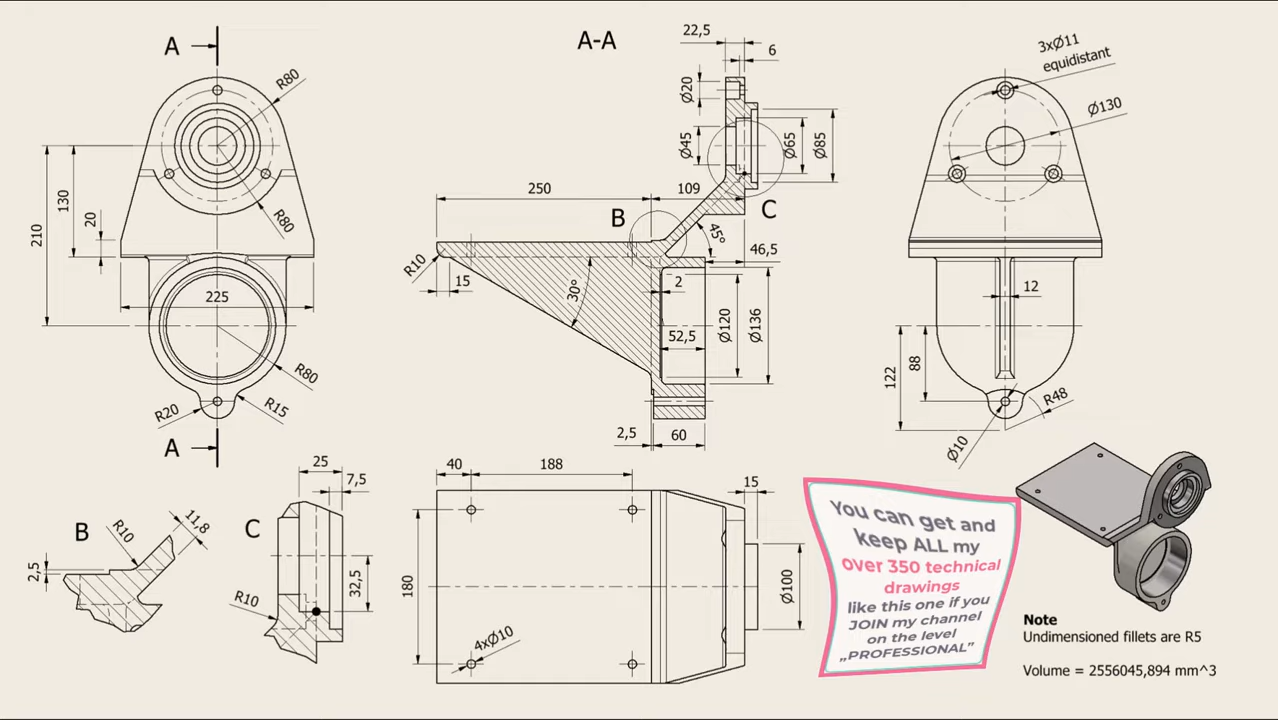 A
R80
R80
130
210
20
225
R80
R20
R15
A
A-A
22,5
6
Ø20
Ø45
Ø65
Ø85
250
109
B
C
45°
46,5
R10
15
30°
2
52,5
Ø120
Ø136
2,5
60
3xØ11
equidistant
Ø130
12
122
88
R48
Ø10
B
R10
11,8
2,5
C
25
7,5
R10
32,5
40
188
15
180
4xØ10
Ø100
You can get and
keep ALL my
over 350 technical
drawings
like this one if you
JOIN my channel
on the level
„PROFESSIONAL”
Note
Undimensioned fillets are R5
Volume = 2556045,894 mm^3